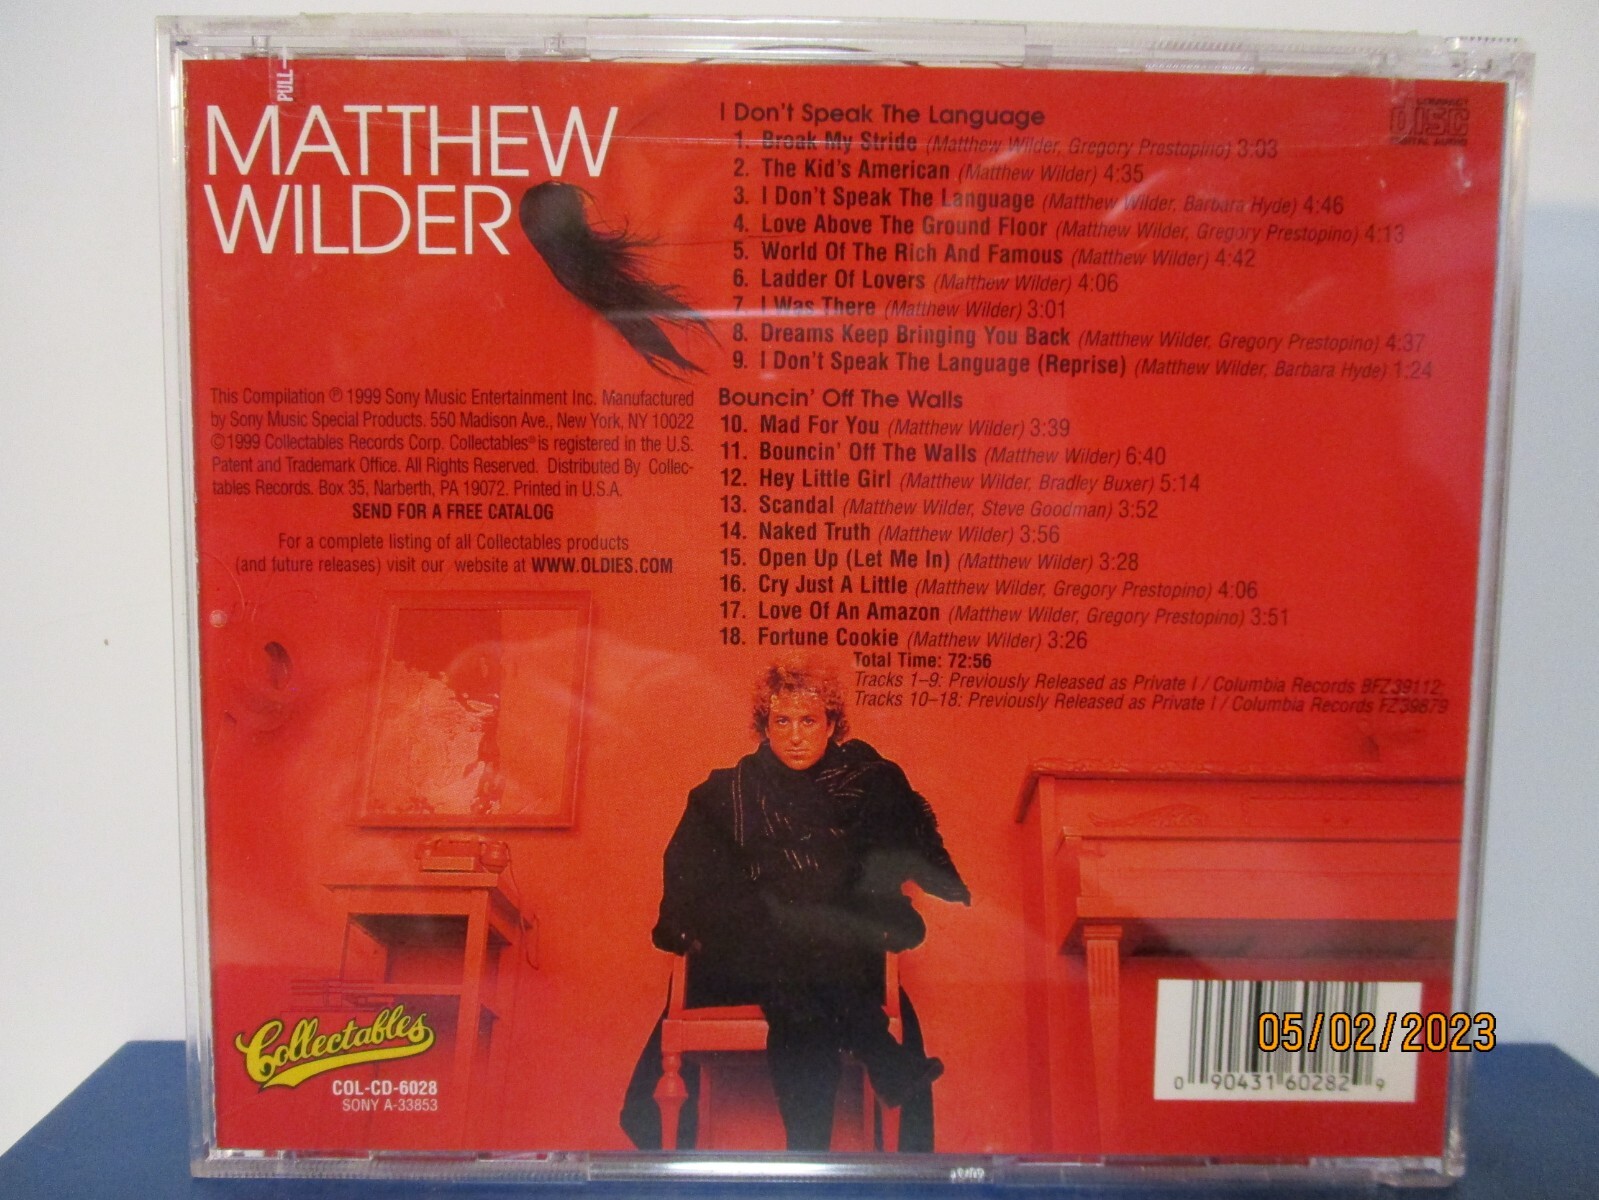 PULL
MATTHEW
WILDER
I Don't Speak The Language
1. Break My Stride (Matthew Wilder, Gregory Prestopino) 3:03
2. The Kid's American (Matthew Wilder) 4:35
3. I Don't Speak The Language (Matthew Wilder, Barbara Hyde) 4:46
4. Love Above The Ground Floor (Matthew Wilder, Gregory Prestopino) 4:13
5. World Of The Rich And Famous (Matthew Wilder) 4:42
6. Ladder Of Lovers (Matthew Wilder) 4:06
7. I Was There (Matthew Wilder) 3:01
8. Dreams Keep Bringing You Back (Matthew Wilder, Gregory Prestopino) 4:37
9. I Don't Speak The Language (Reprise) (Matthew Wilder, Barbara Hyde) 1:24
Bouncin' Off The Walls
10. Mad For You (Matthew Wilder) 3:39
11. Bouncin' Off The Walls (Matthew Wilder) 6:40
12. Hey Little Girl (Matthew Wilder, Bradley Buxer) 5:14
13. Scandal (Matthew Wilder, Steve Goodman) 3:52
14. Naked Truth (Matthew Wilder) 3:56
15. Open Up (Let Me In) (Matthew Wilder) 3:28
16. Cry Just A Little (Matthew Wilder, Gregory Prestopino) 4:06
17. Love Of An Amazon (Matthew Wilder, Gregory Prestopino) 3:51
18. Fortune Cookie (Matthew Wilder) 3:26
Total Time: 72:56
Tracks 1–9: Previously Released as Private I / Columbia Records BFZ 39112;
Tracks 10–18: Previously Released as Private I / Columbia Records FZ 39879
COMPACT
DISC
DIGITAL AUDIO
This Compilation ℗ 1999 Sony Music Entertainment Inc. Manufactured
by Sony Music Special Products. 550 Madison Ave., New York, NY 10022
© 1999 Collectables Records Corp. Collectables® is registered in the U.S.
Patent and Trademark Office. All Rights Reserved. Distributed By Collec-
tables Records. Box 35, Narberth, PA 19072. Printed in U.S.A.
SEND FOR A FREE CATALOG
For a complete listing of all Collectables products
(and future releases) visit our website at WWW.OLDIES.COM
Collectables
COL-CD-6028
SONY A-33853
05/02/2023
0 90431 60282 9